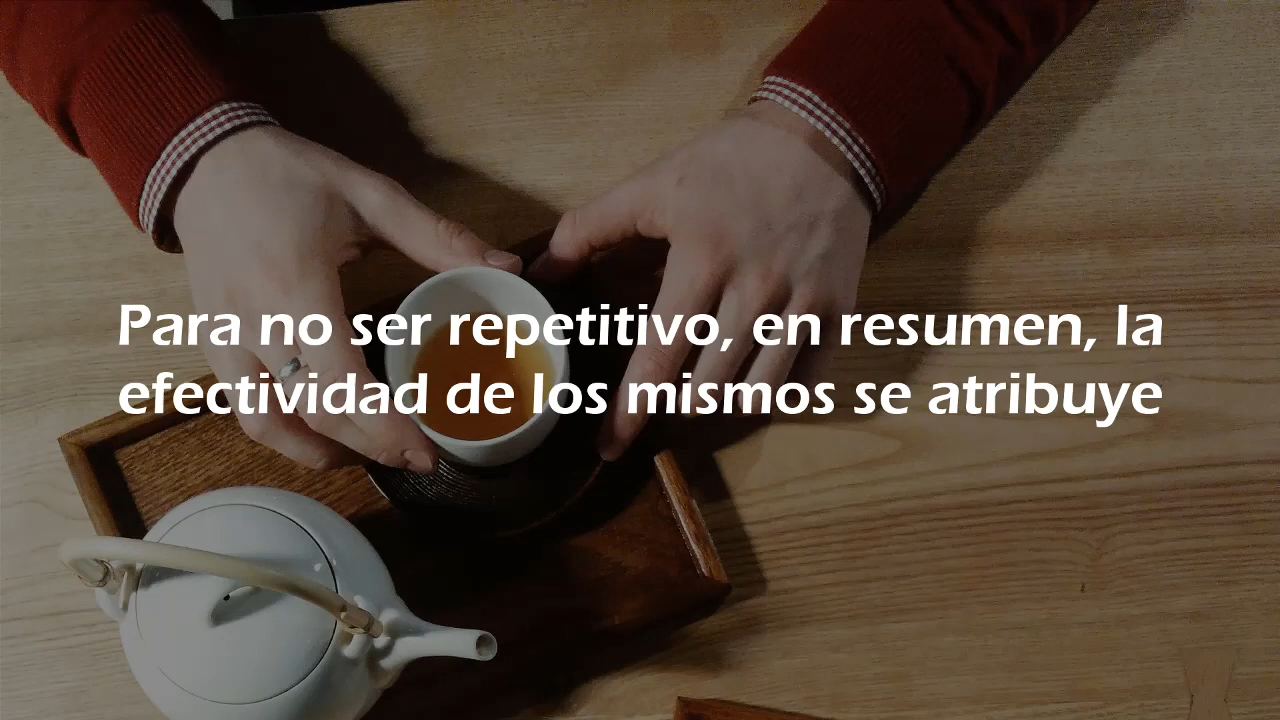 Para no ser repetitivo, en resumen, la
efectividad de los mismos se atribuye